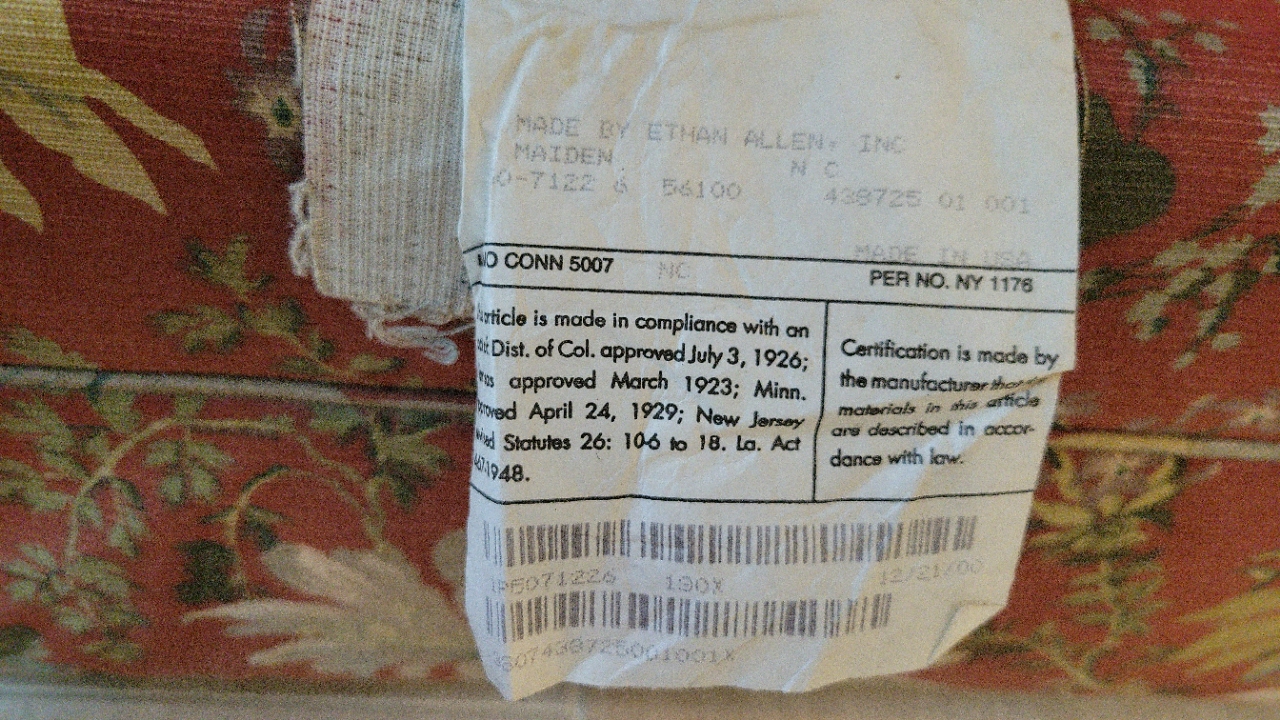 MADE BY ETHAN ALLEN, INC
MAIDEN N C
0-7122 6 56100 438725 01 001
MADE IN USA
CONN 5007 NC PER NO. NY 1176
article is made in compliance with an
Dist. of Col. approved July 3, 1926;
approved March 1923; Minn.
April 24, 1929; New Jersey
Statutes 26: 10-6 to 18. La. Act
1948.
Certification is made by
the manufacturer that
materials in this article
are described in accor-
dance with law.
5071226 190X 12/21/00